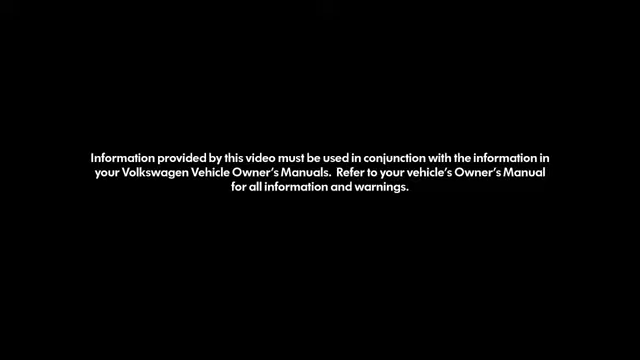 Information provided by this video must be used in conjunction with the information in
your Volkswagen Vehicle Owner's Manuals.  Refer to your vehicle's Owner's Manual
for all information and warnings.